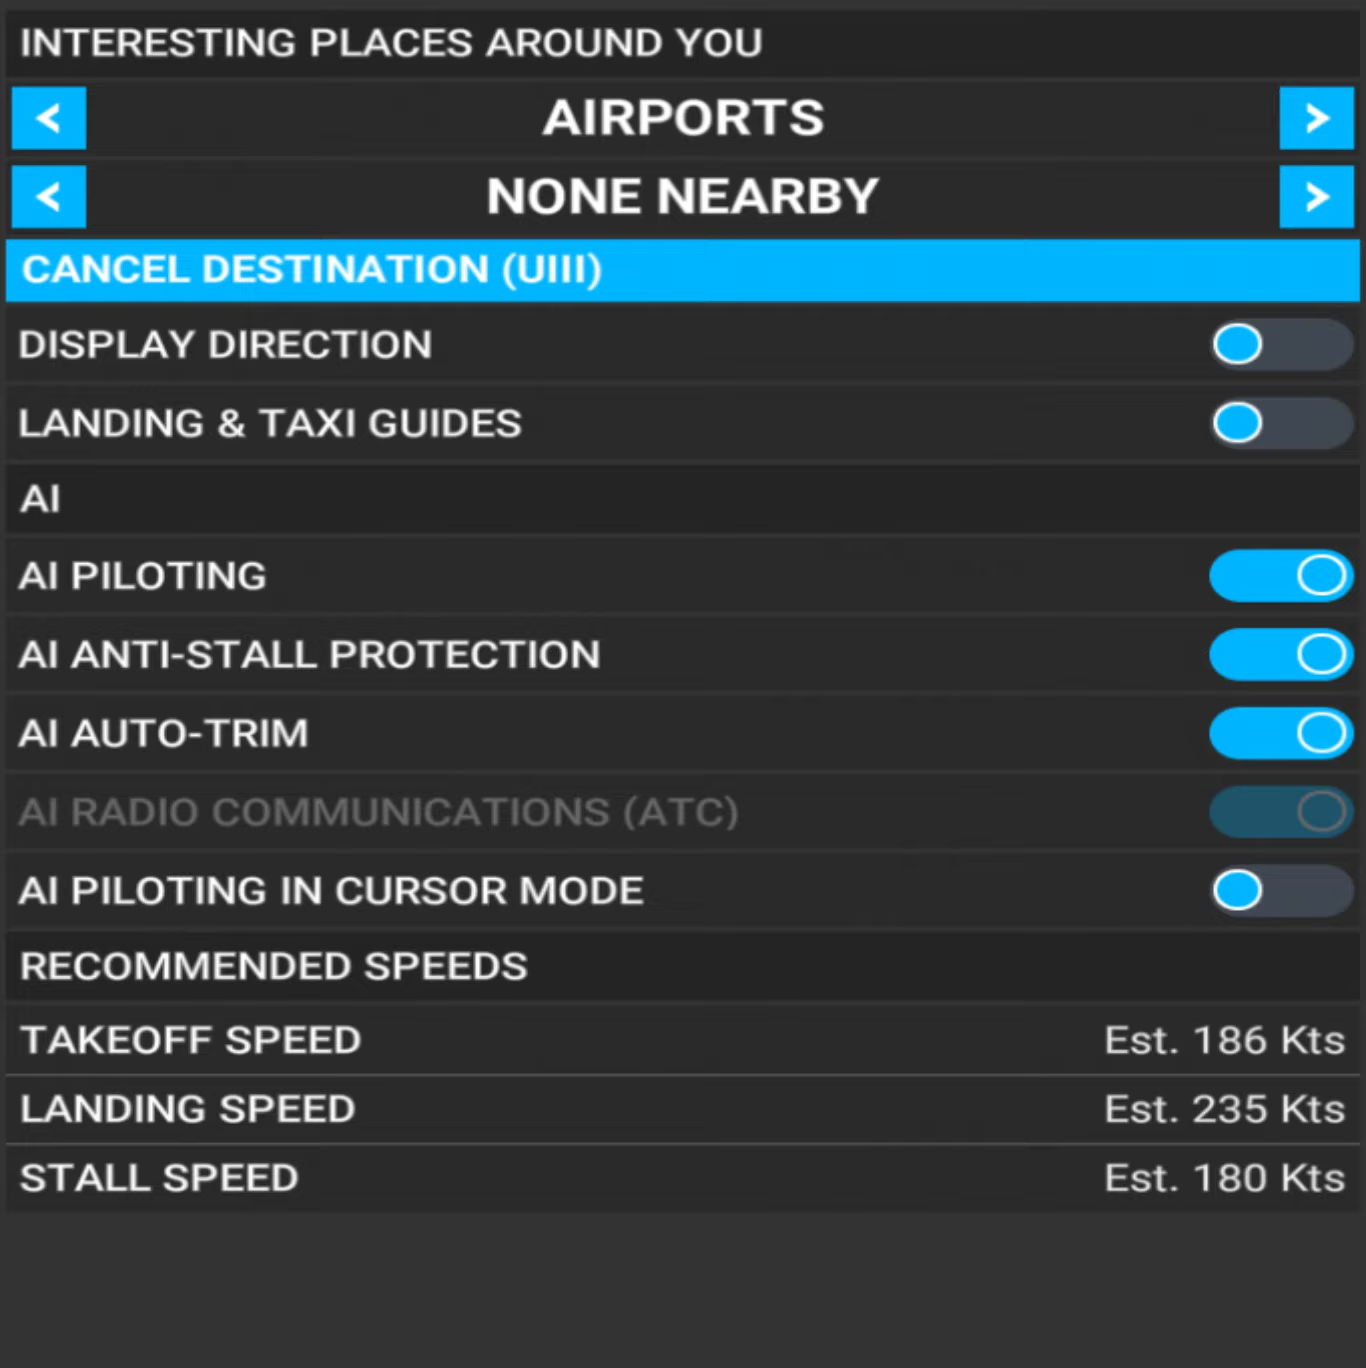 INTERESTING PLACES AROUND YOU
< AIRPORTS >
< NONE NEARBY >
CANCEL DESTINATION (UIII)
DISPLAY DIRECTION
LANDING & TAXI GUIDES
AI
AI PILOTING
AI ANTI-STALL PROTECTION
AI AUTO-TRIM
AI RADIO COMMUNICATIONS (ATC)
AI PILOTING IN CURSOR MODE
RECOMMENDED SPEEDS
TAKEOFF SPEED Est. 186 Kts
LANDING SPEED Est. 235 Kts
STALL SPEED Est. 180 Kts